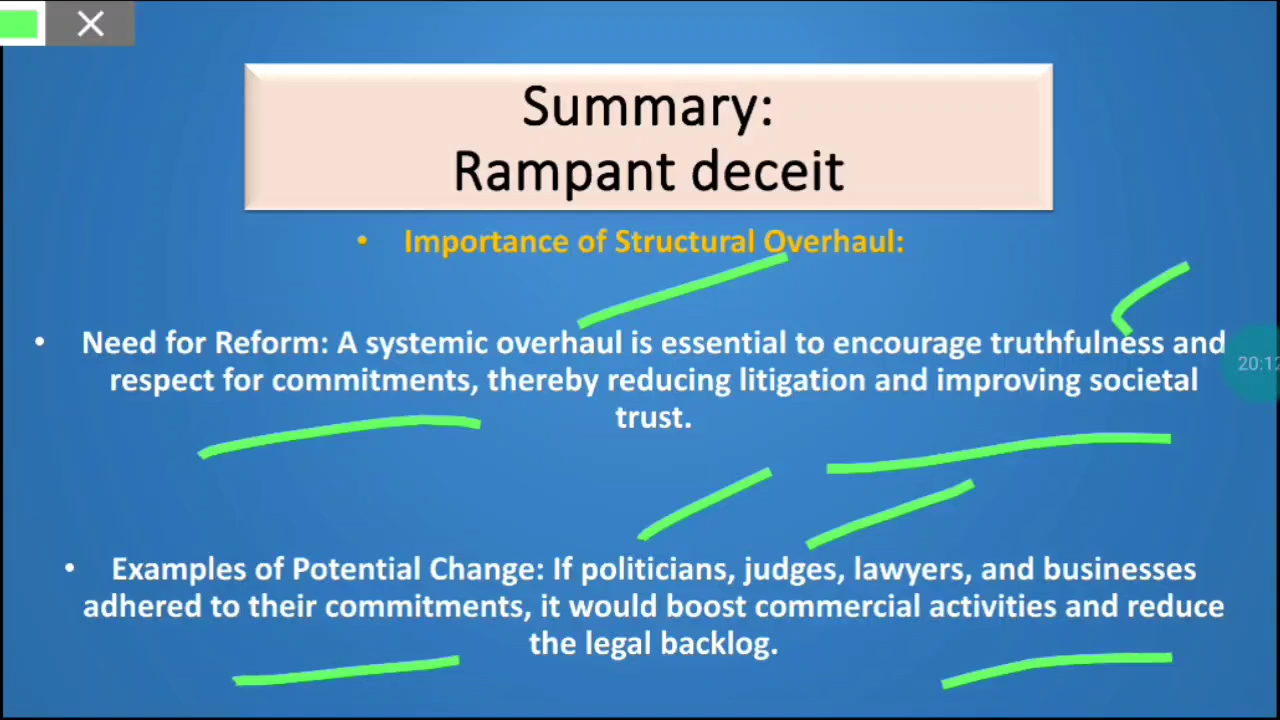 Summary:
Rampant deceit
• Importance of Structural Overhaul:
• Need for Reform: A systemic overhaul is essential to encourage truthfulness and
respect for commitments, thereby reducing litigation and improving societal
trust.
• Examples of Potential Change: If politicians, judges, lawyers, and businesses
adhered to their commitments, it would boost commercial activities and reduce
the legal backlog.
20:12